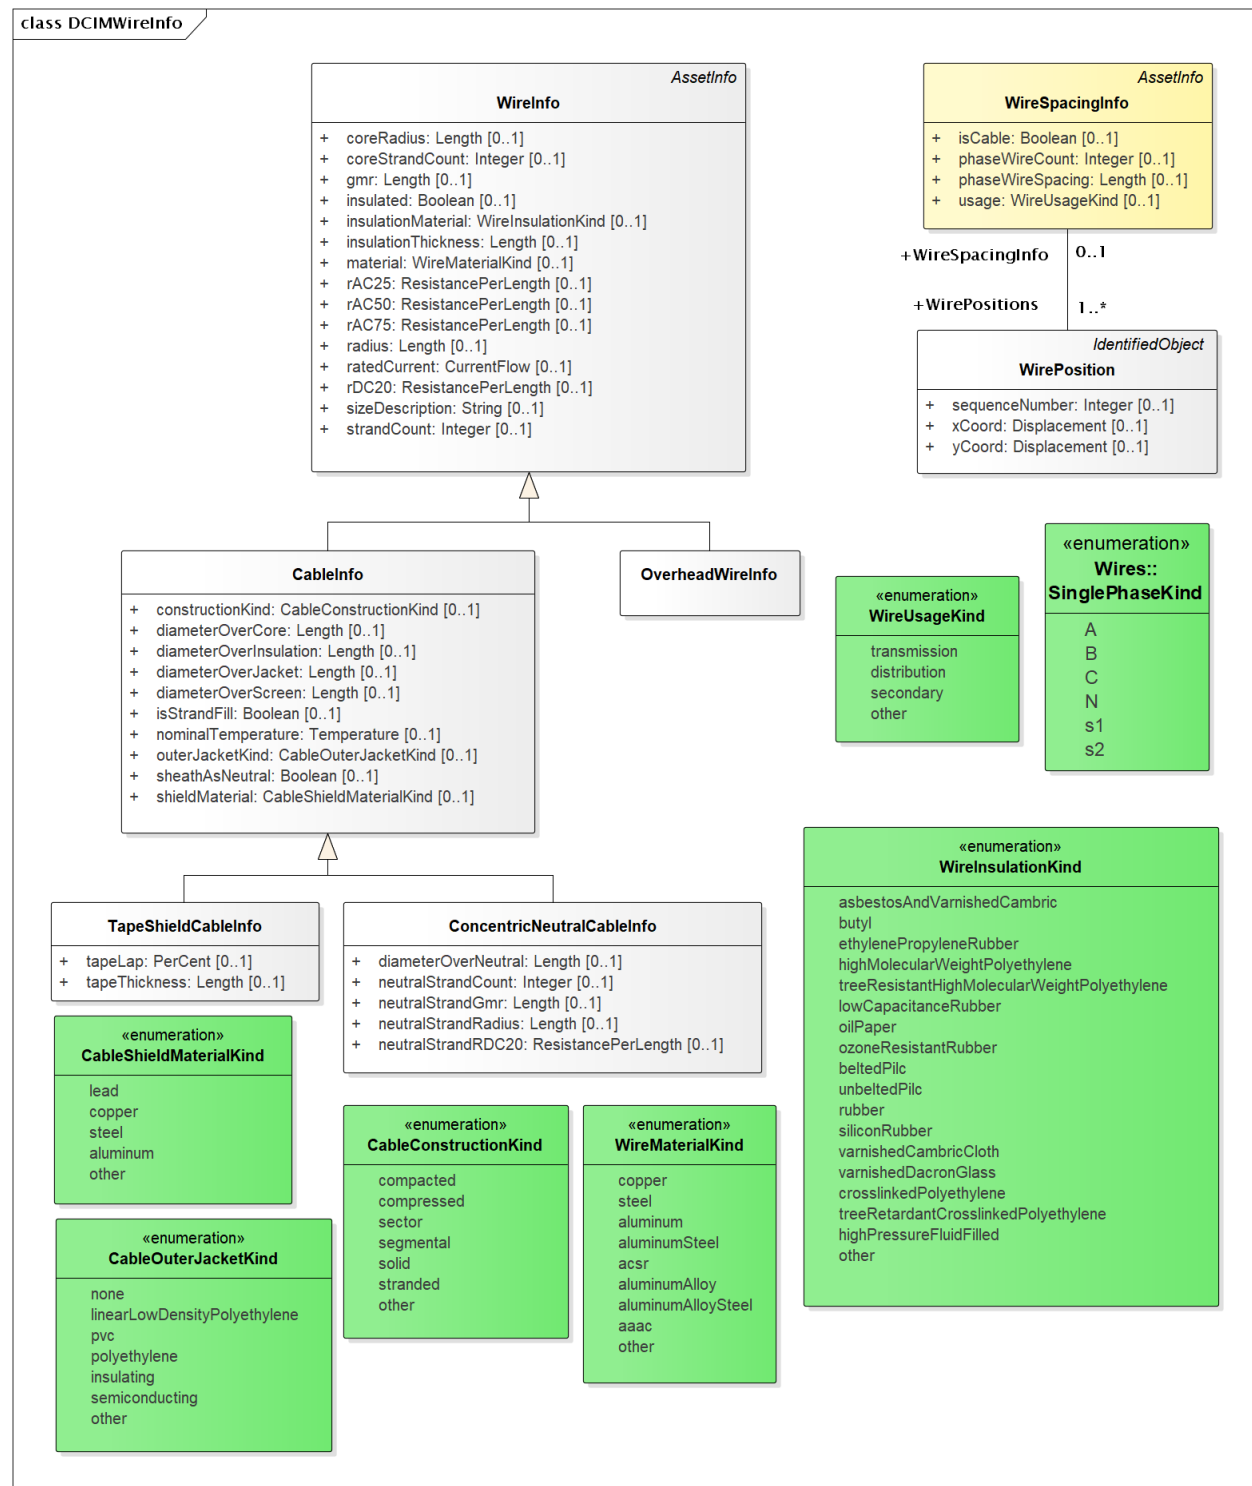 class DCIMWireInfo
AssetInfo
WireInfo
+ coreRadius: Length [0..1]
+ coreStrandCount: Integer [0..1]
+ gmr: Length [0..1]
+ insulated: Boolean [0..1]
+ insulationMaterial: WireInsulationKind [0..1]
+ insulationThickness: Length [0..1]
+ material: WireMaterialKind [0..1]
+ rAC25: ResistancePerLength [0..1]
+ rAC50: ResistancePerLength [0..1]
+ rAC75: ResistancePerLength [0..1]
+ radius: Length [0..1]
+ ratedCurrent: CurrentFlow [0..1]
+ rDC20: ResistancePerLength [0..1]
+ sizeDescription: String [0..1]
+ strandCount: Integer [0..1]
AssetInfo
WireSpacingInfo
+ isCable: Boolean [0..1]
+ phaseWireCount: Integer [0..1]
+ phaseWireSpacing: Length [0..1]
+ usage: WireUsageKind [0..1]
+WireSpacingInfo 0..1
+WirePositions 1..*
IdentifiedObject
WirePosition
+ sequenceNumber: Integer [0..1]
+ xCoord: Displacement [0..1]
+ yCoord: Displacement [0..1]
CableInfo
+ constructionKind: CableConstructionKind [0..1]
+ diameterOverCore: Length [0..1]
+ diameterOverInsulation: Length [0..1]
+ diameterOverJacket: Length [0..1]
+ diameterOverScreen: Length [0..1]
+ isStrandFill: Boolean [0..1]
+ nominalTemperature: Temperature [0..1]
+ outerJacketKind: CableOuterJacketKind [0..1]
+ sheathAsNeutral: Boolean [0..1]
+ shieldMaterial: CableShieldMaterialKind [0..1]
OverheadWireInfo
«enumeration»
WireUsageKind
transmission
distribution
secondary
other
«enumeration»
Wires::
SinglePhaseKind
A
B
C
N
s1
s2
TapeShieldCableInfo
+ tapeLap: PerCent [0..1]
+ tapeThickness: Length [0..1]
ConcentricNeutralCableInfo
+ diameterOverNeutral: Length [0..1]
+ neutralStrandCount: Integer [0..1]
+ neutralStrandGmr: Length [0..1]
+ neutralStrandRadius: Length [0..1]
+ neutralStrandRDC20: ResistancePerLength [0..1]
«enumeration»
WireInsulationKind
asbestosAndVarnishedCambric
butyl
ethylenePropyleneRubber
highMolecularWeightPolyethylene
treeResistantHighMolecularWeightPolyethylene
lowCapacitanceRubber
oilPaper
ozoneResistantRubber
beltedPilc
unbeltedPilc
rubber
siliconRubber
varnishedCambricCloth
varnishedDacronGlass
crosslinkedPolyethylene
treeRetardantCrosslinkedPolyethylene
highPressureFluidFilled
other
«enumeration»
CableShieldMaterialKind
lead
copper
steel
aluminum
other
«enumeration»
CableConstructionKind
compacted
compressed
sector
segmental
solid
stranded
other
«enumeration»
WireMaterialKind
copper
steel
aluminum
aluminumSteel
acsr
aluminumAlloy
aluminumAlloySteel
aaac
other
«enumeration»
CableOuterJacketKind
none
linearLowDensityPolyethylene
pvc
polyethylene
insulating
semiconducting
other